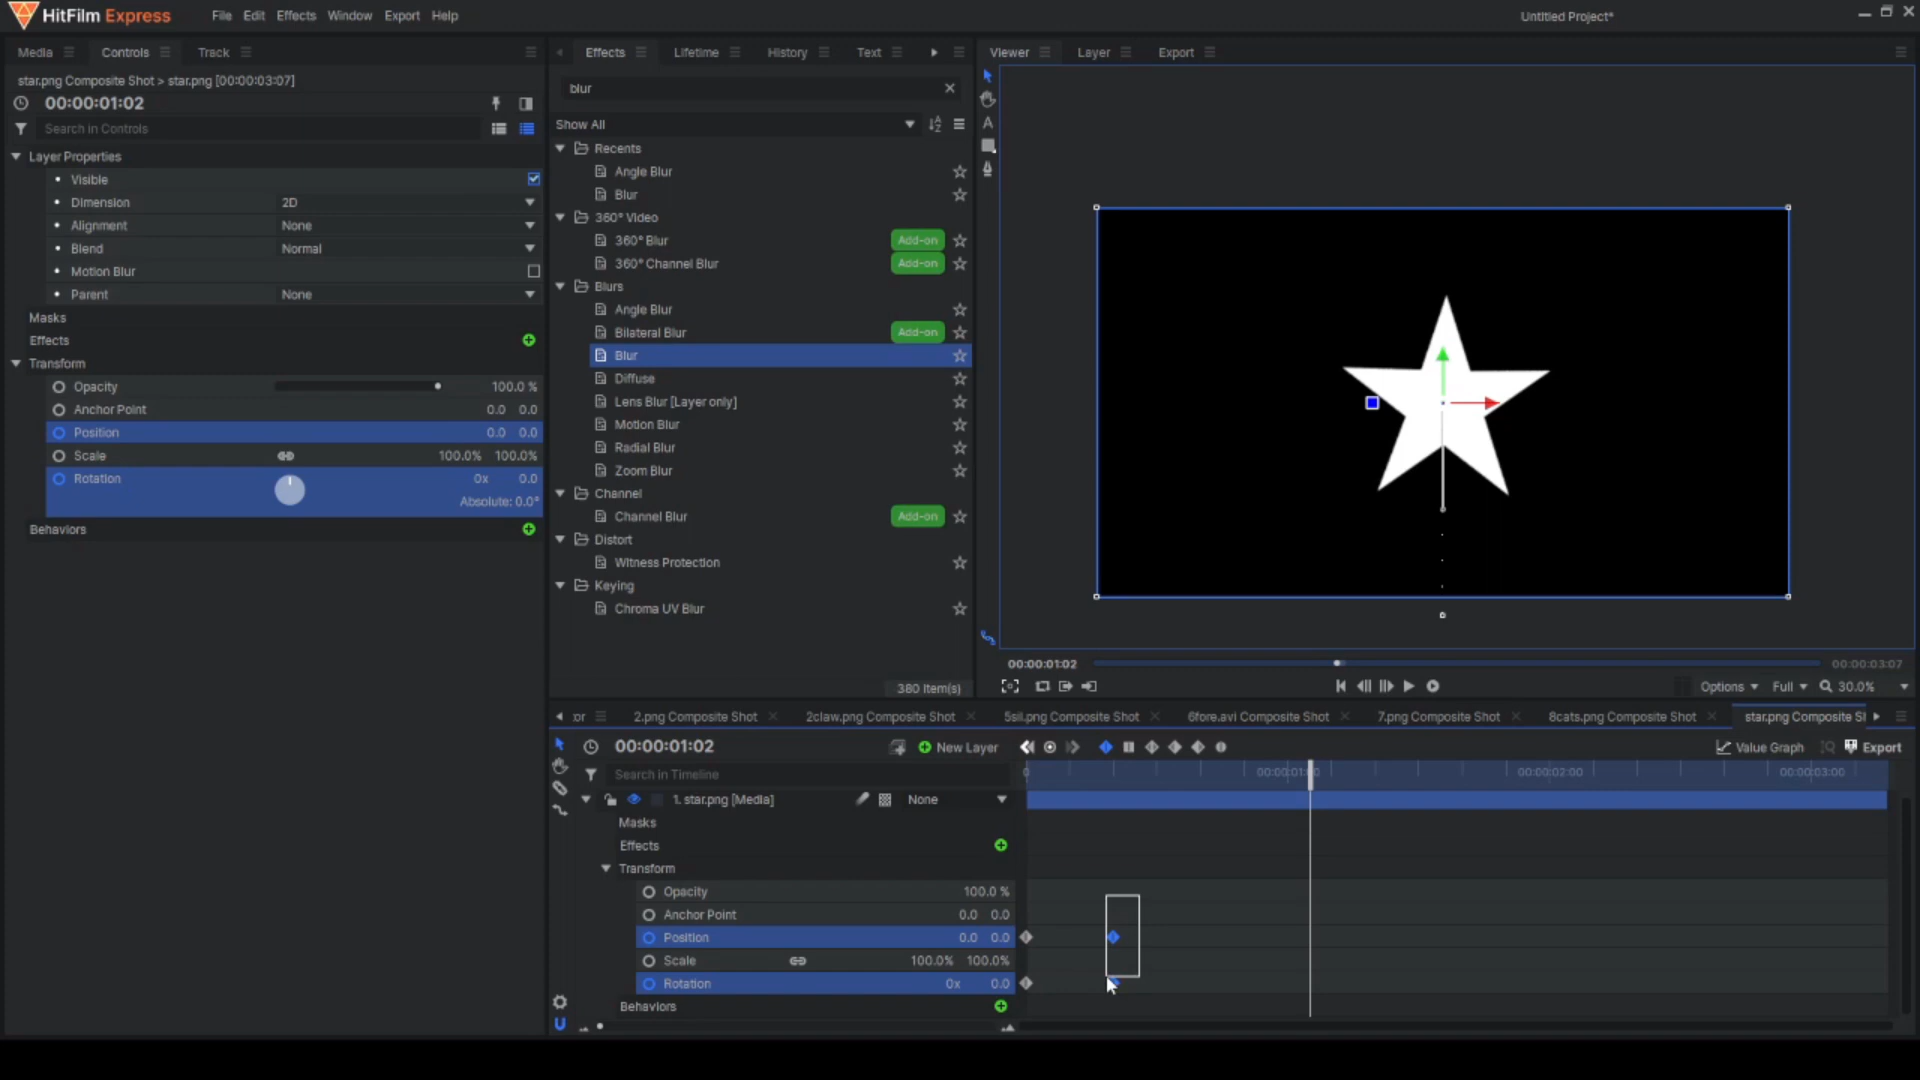 HitFilm Express File Edit Effects Window Export Help Untitled Project*
Media Controls Track
star.png Composite Shot > star.png [00:00:03:07]
00:00:01:02
Search in Controls
Layer Properties
Visible
Dimension 2D
Alignment None
Blend Normal
Motion Blur
Parent None
Masks
Effects
Transform
Opacity 100.0 %
Anchor Point 0.0 0.0
Position 0.0 0.0
Scale 100.0% 100.0%
Rotation 0x 0.0
Absolute: 0.0°
Behaviors
Effects Lifetime History Text
blur
Show All
Recents
Angle Blur
Blur
360° Video
360° Blur Add-on
360° Channel Blur Add-on
Blurs
Angle Blur
Bilateral Blur Add-on
Blur
Diffuse
Lens Blur [Layer only]
Motion Blur
Radial Blur
Zoom Blur
Channel
Channel Blur Add-on
Distort
Witness Protection
Keying
Chroma UV Blur
380 Item(s)
Viewer Layer Export
A
00:00:01:02 00:00:03:07
Options Full 30.0%
or 2.png Composite Shot 2claw.png Composite Shot 5sil.png Composite Shot 6fore.avi Composite Shot 7.png Composite Shot 8cats.png Composite Shot star.png Composite Sl
00:00:01:02 New Layer Value Graph Export
Search in Timeline 0 00:00:02:00 00:00:03:00
1. star.png [Media] None
Masks
Effects
Transform
Opacity 100.0 %
Anchor Point 0.0 0.0
Position 0.0 0.0
Scale 100.0% 100.0%
Rotation 0x 0.0
Behaviors